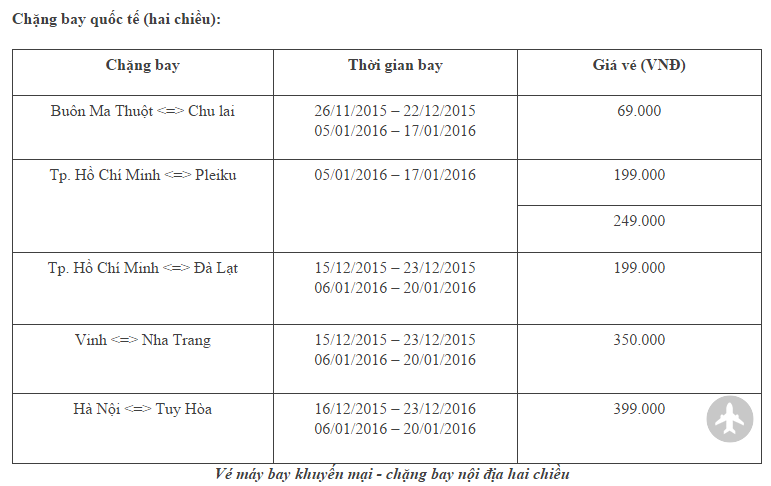 Chặng bay quốc tế (hai chiều):
Chặng bay Thời gian bay Giá vé (VNĐ)
Buôn Ma Thuột <=> Chu lai 26/11/2015 – 22/12/2015 69.000
05/01/2016 – 17/01/2016
Tp. Hồ Chí Minh <=> Pleiku 05/01/2016 – 17/01/2016 199.000
249.000
Tp. Hồ Chí Minh <=> Đà Lạt 15/12/2015 – 23/12/2015 199.000
06/01/2016 – 20/01/2016
Vinh <=> Nha Trang 15/12/2015 – 23/12/2015 350.000
06/01/2016 – 20/01/2016
Hà Nội <=> Tuy Hòa 16/12/2015 – 23/12/2016 399.000
06/01/2016 – 20/01/2016
Vé máy bay khuyến mại - chặng bay nội địa hai chiều